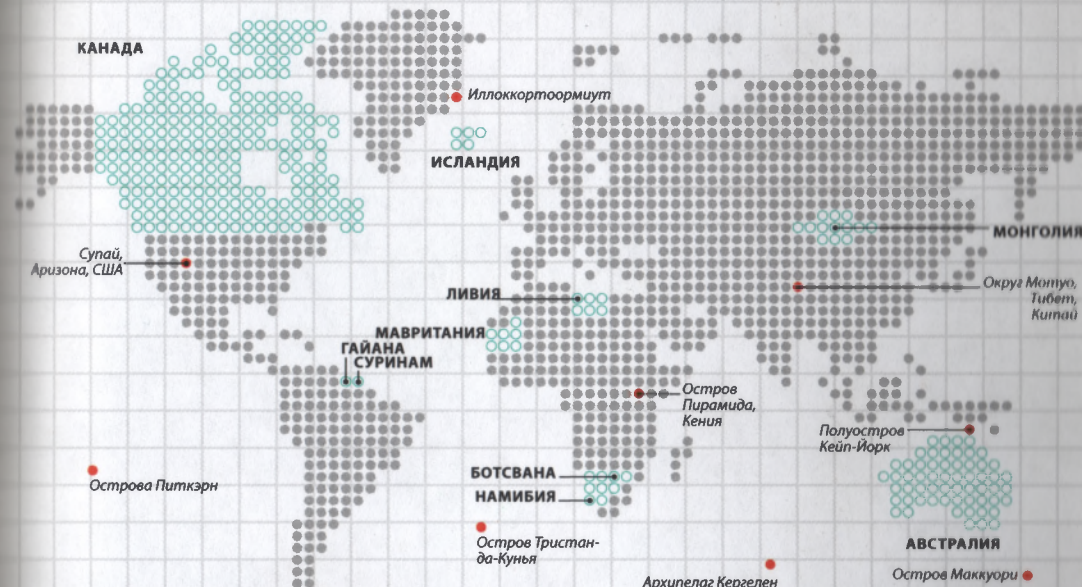 КАНАДА
Иллоккортоормиут
ИСЛАНДИЯ
Супай,
Аризона, США
МОНГОЛИЯ
Округ Мотуо,
Тибет,
Китай
ЛИВИЯ
МАВРИТАНИЯ
ГАЙАНА
СУРИНАМ
Остров
Пирамида,
Кения
Полуостров
Кейп-Йорк
БОТСВАНА
НАМИБИЯ
Острова Питкэрн
Остров Тристан-
да-Кунья
АВСТРАЛИЯ
Архипелаг Кергелен
Остров Маккуори